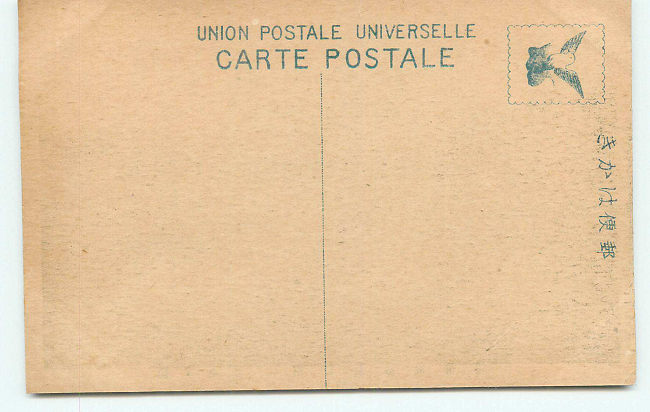 UNION POSTALE UNIVERSELLE
CARTE POSTALE
郵便はかき